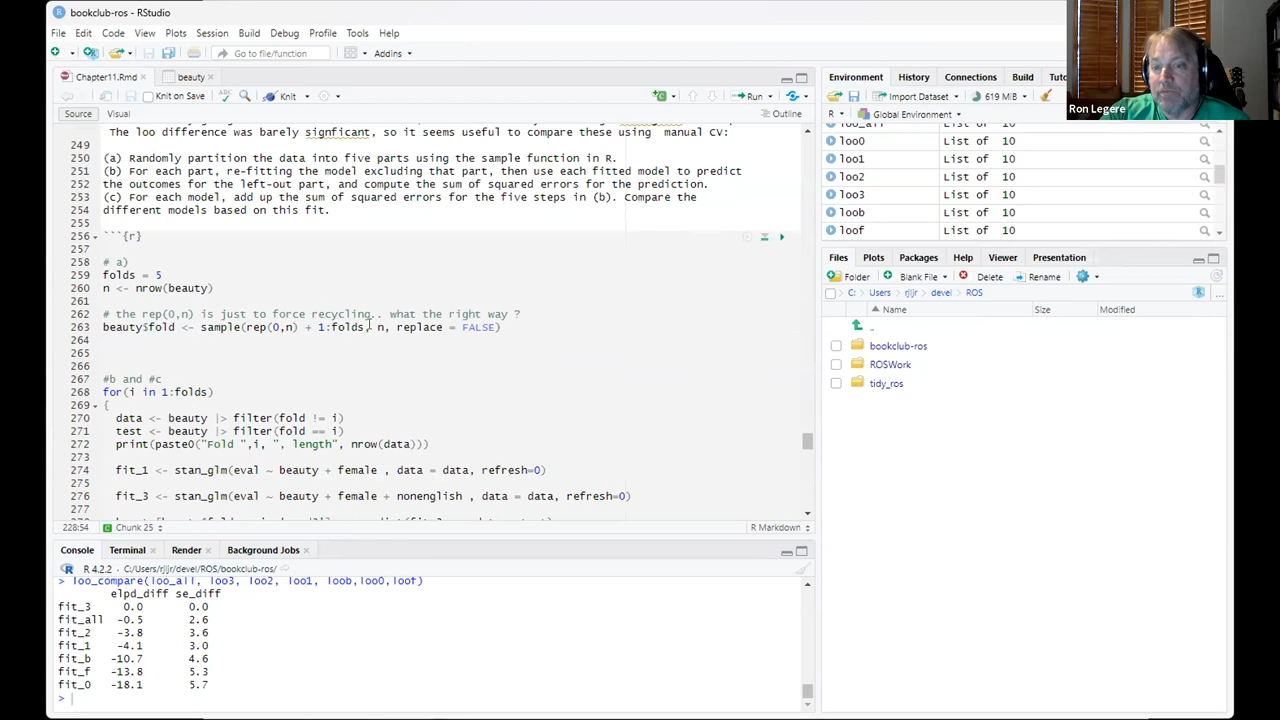 bookclub-ros - RStudio
File Edit Code View Plots Session Build Debug Profile Tools Help
Go to file/function Addins
Ron Legere
Chapter11.Rmd beauty
Knit on Save Knit Run
Source Visual Outline
The loo difference was barely signficant, so it seems useful to compare these using manual CV:
249
250 (a) Randomly partition the data into five parts using the sample function in R.
251 (b) For each part, re-fitting the model excluding that part, then use each fitted model to predict
252 the outcomes for the left-out part, and compute the sum of squared errors for the prediction.
253 (c) For each model, add up the sum of squared errors for the five steps in (b). Compare the
254 different models based on this fit.
255
256 ```{r}
257
258 # a)
259 folds = 5
260 n <- nrow(beauty)
261
262 # the rep(0,n) is just to force recycling.. what the right way ?
263 beauty$fold <- sample(rep(0,n) + 1:folds, n, replace = FALSE)
264
265
266
267 #b and #c
268 for(i in 1:folds)
269 {
270 data <- beauty |> filter(fold != i)
271 test <- beauty |> filter(fold == i)
272 print(paste0("Fold ",i, ", length", nrow(data)))
273
274 fit_1 <- stan_glm(eval ~ beauty + female , data = data, refresh=0)
275
276 fit_3 <- stan_glm(eval ~ beauty + female + nonenglish , data = data, refresh=0)
277
228:54 Chunk 25 R Markdown
Console Terminal Render Background Jobs
R 4.2.2 · C:/Users/rjljr/devel/ROS/bookclub-ros/
> loo_compare(loo_all, loo3, loo2, loo1, loob,loo0,loof)
elpd_diff se_diff
fit_3 0.0 0.0
fit_all -0.5 2.6
fit_2 -3.8 3.6
fit_1 -4.1 3.0
fit_b -10.7 4.6
fit_f -13.8 5.3
fit_0 -18.1 5.7
>
Environment History Connections Build
Import Dataset 619 MiB
R Global Environment
loo_all List of 10
loo0 List of 10
loo1 List of 10
loo2 List of 10
loo3 List of 10
loob List of 10
loof List of 10
Files Plots Packages Help Viewer Presentation
Folder Blank File Delete Rename
C: Users rjljr devel ROS
Name
..
bookclub-ros
ROSWork
tidy_ros